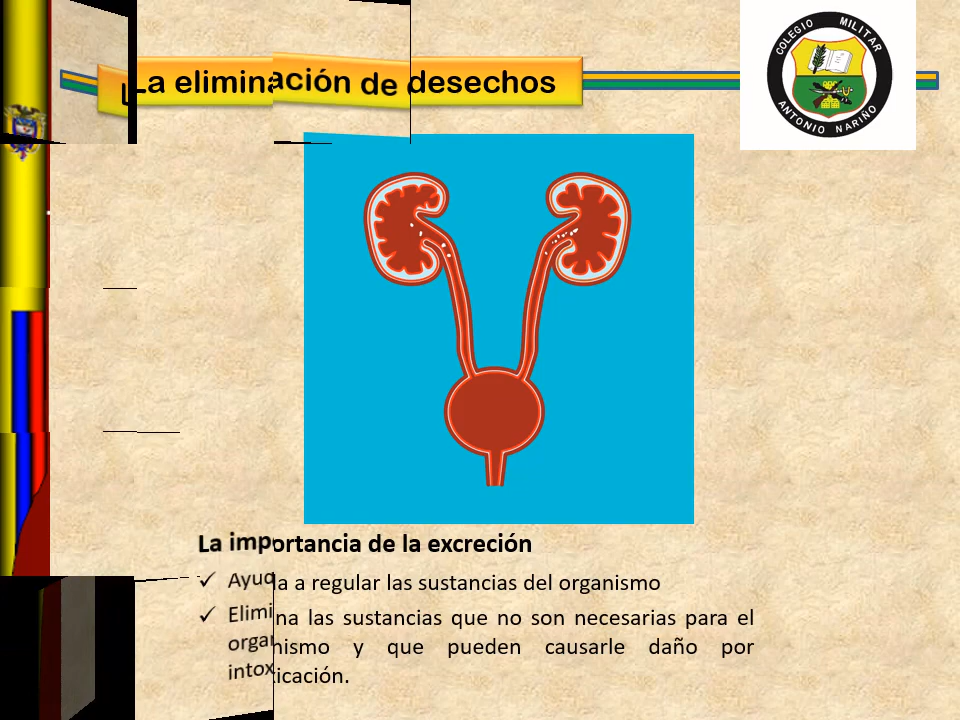 La eliminación de desechos
COLEGIO MILITAR
ANTONIO NARIÑO
La importancia de la excreción
✓ Ayuda a regular las sustancias del organismo
✓ Elimina las sustancias que no son necesarias para el
organismo y que pueden causarle daño por
intoxicación.